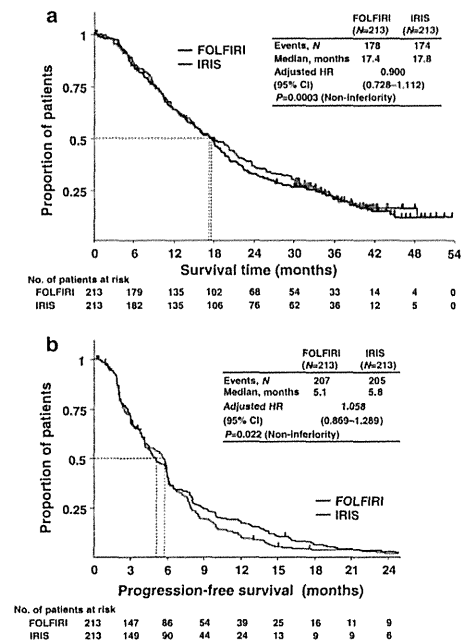 a
FOLFIRI IRIS
(N=213) (N=213)
Events, N 178 174
Median, months 17.4 17.8
Adjusted HR 0.900
(95% CI) (0.728–1.112)
P=0.0003 (Non-inferiority)
FOLFIRI
IRIS
Proportion of patients
1
0.75
0.5
0.25
0 6 12 18 24 30 36 42 48 54
Survival time (months)
No. of patients at risk
FOLFIRI 213 179 135 102 68 54 33 14 4 0
IRIS 213 182 135 106 76 62 36 12 5 0
b
FOLFIRI IRIS
(N=213) (N=213)
Events, N 207 205
Median, months 5.1 5.8
Adjusted HR 1.058
(95% CI) (0.869–1.289)
P=0.022 (Non-inferiority)
FOLFIRI
IRIS
Proportion of patients
1
0.75
0.5
0.25
0 3 6 9 12 15 18 21 24
Progression-free survival (months)
No. of patients at risk
FOLFIRI 213 147 86 54 39 25 16 11 9
IRIS 213 149 90 44 24 13 9 9 6